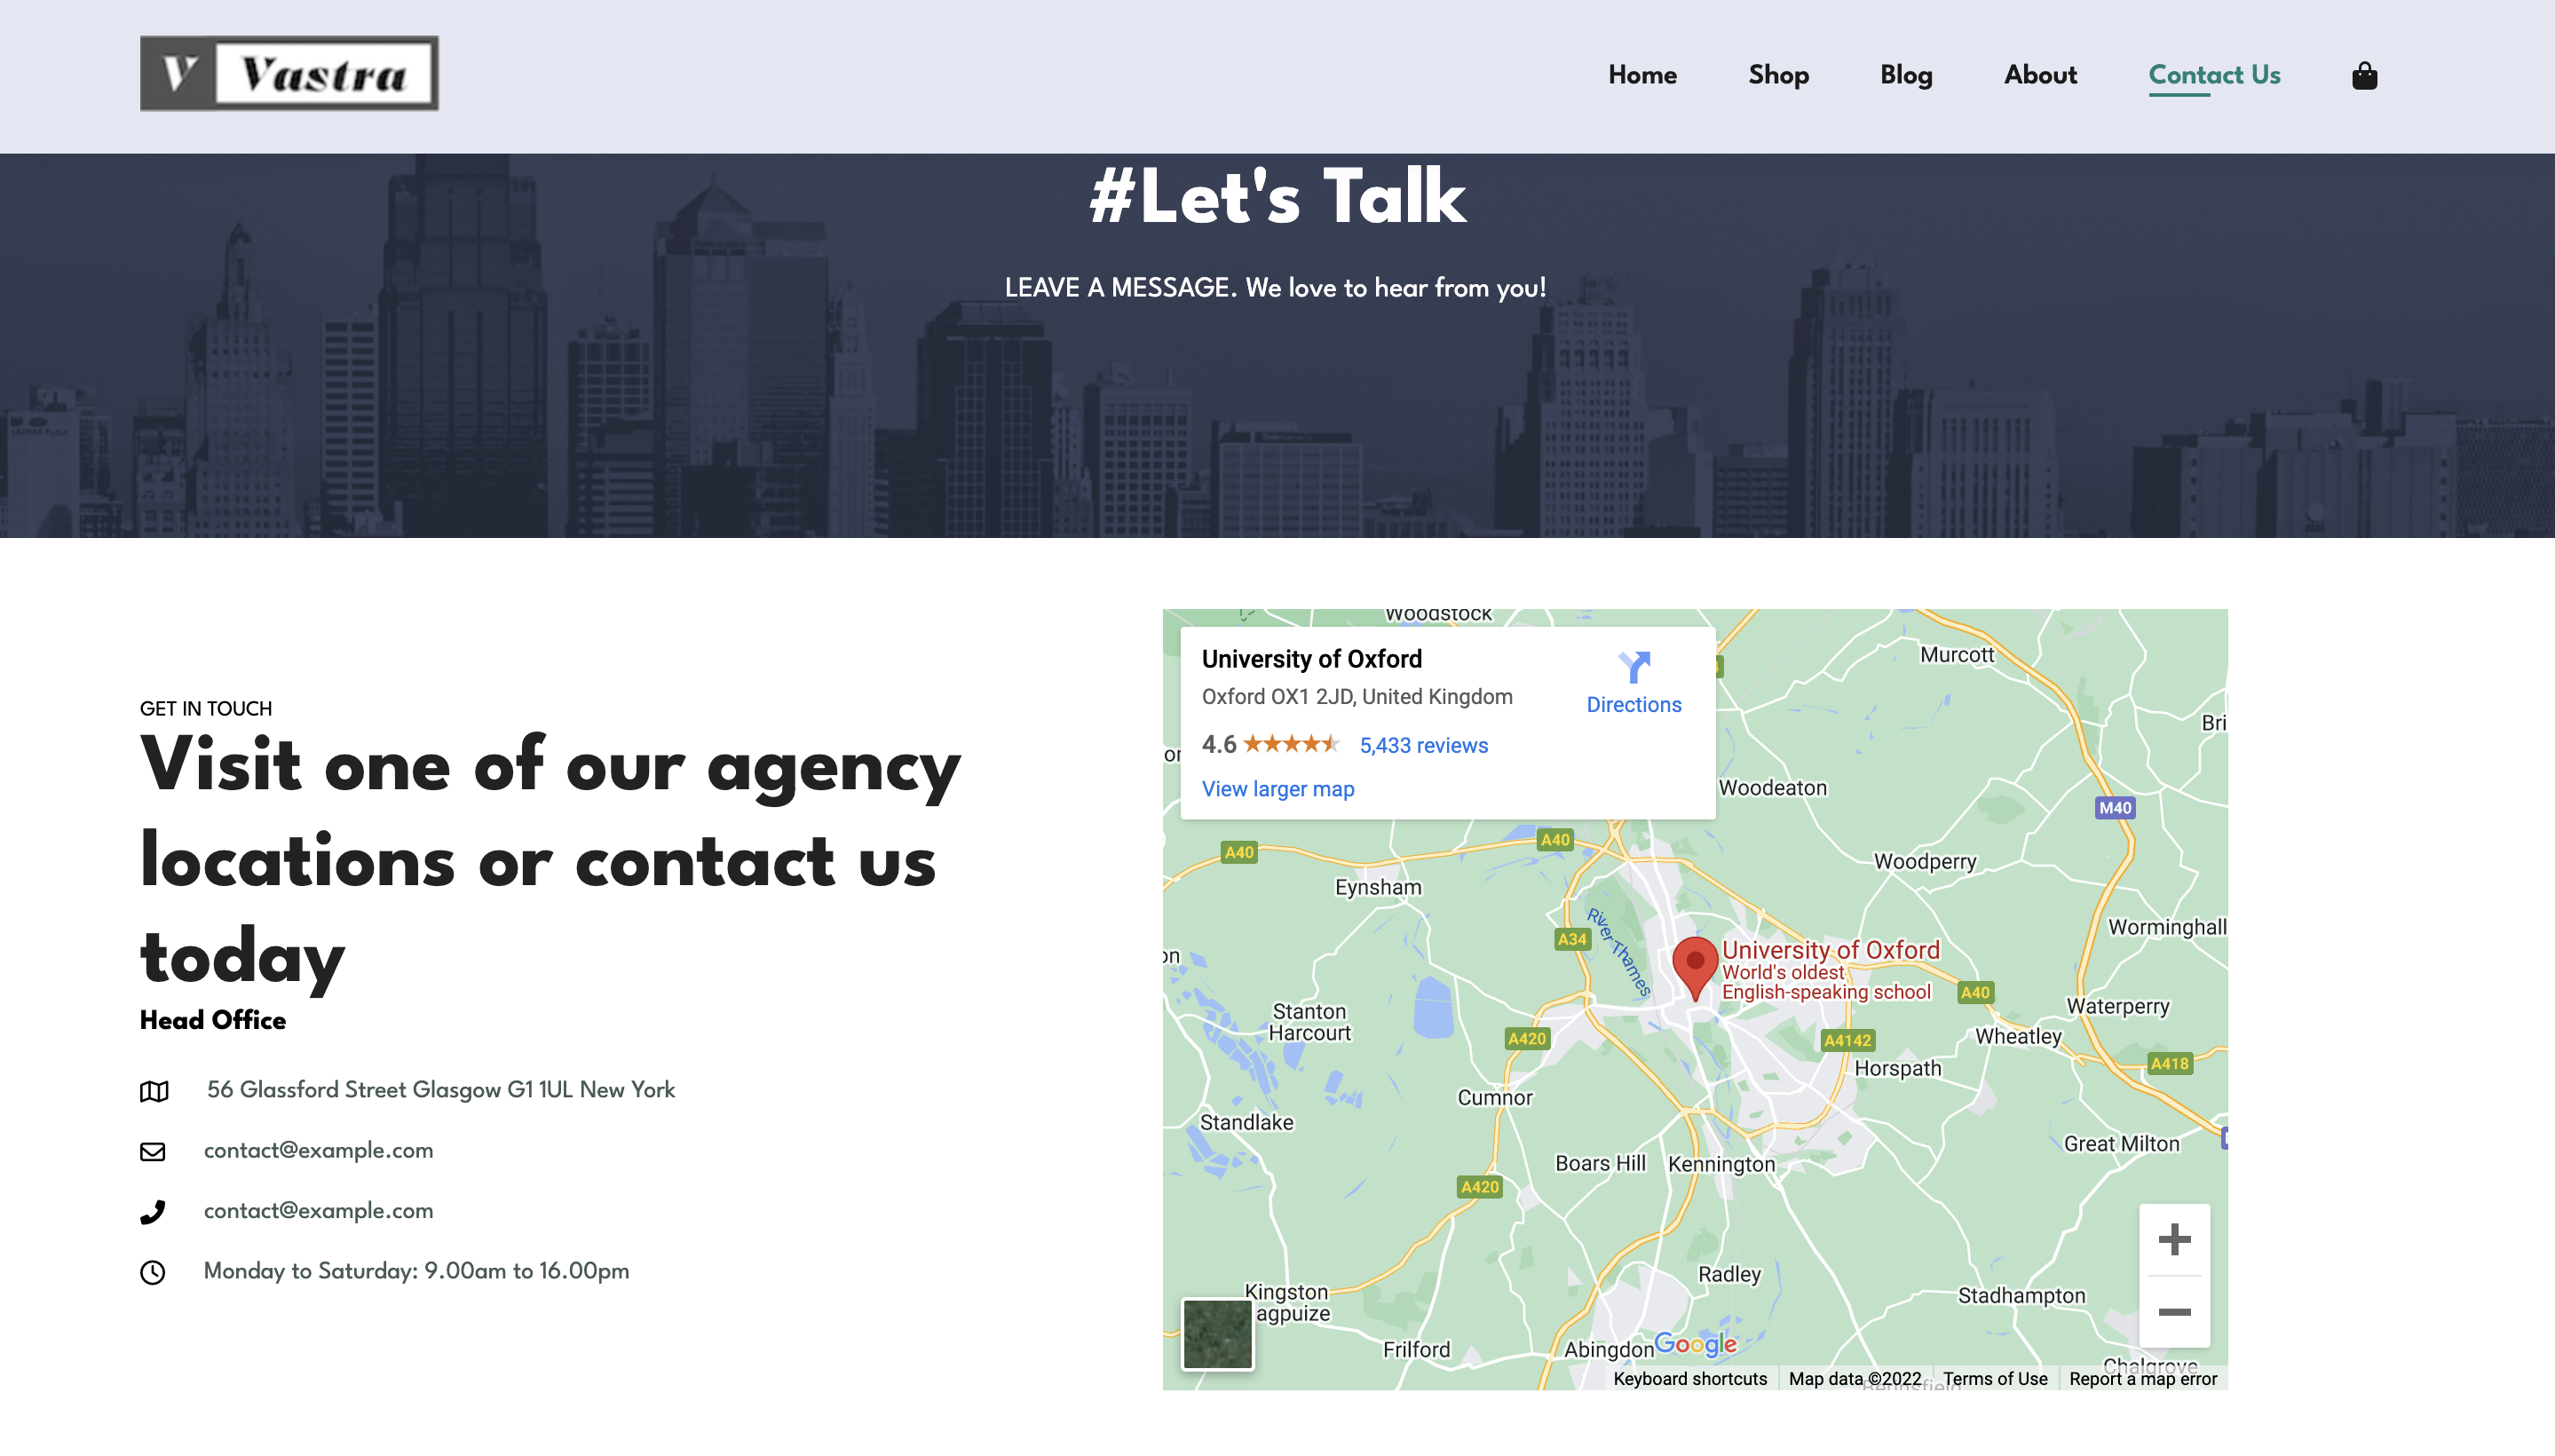 V Vastra
Home Shop Blog About Contact Us
#Let's Talk
LEAVE A MESSAGE. We love to hear from you!
GET IN TOUCH
Visit one of our agency
locations or contact us
today
Head Office
56 Glassford Street Glasgow G1 1UL New York
contact@example.com
contact@example.com
Monday to Saturday: 9.00am to 16.00pm
Woodstock
University of Oxford
Oxford OX1 2JD, United Kingdom
4.6 5,433 reviews
View larger map
Directions
Murcott
Bri
Woodeaton
M40
A40
A40
Eynsham
Woodperry
Worminghall
A34
River Thames
University of Oxford
World's oldest
English-speaking school
A40
Waterperry
Stanton
Harcourt
A420
A4142
Wheatley
A418
Horsepath
Cumnor
Standlake
Great Milton
Boars Hill
Kennington
A420
Radley
Kingston
agpuize
Stadhampton
Frilford
Abingdon
Google
Chalgrove
Keyboard shortcuts Map data ©2022 Terms of Use Report a map error